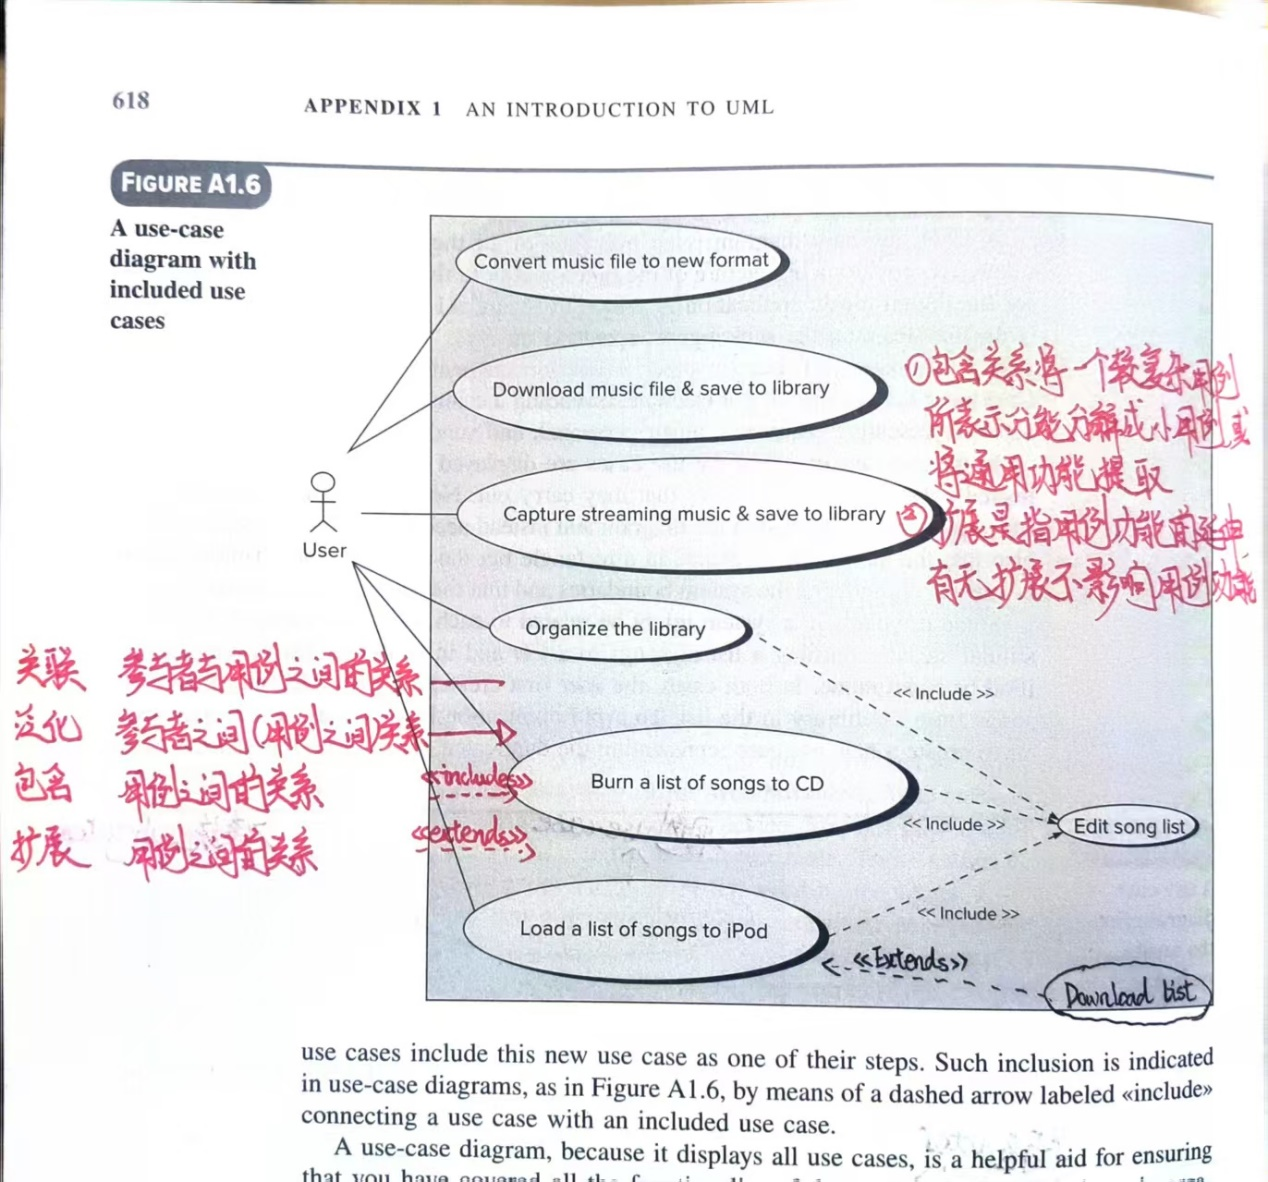 618
APPENDIX 1 AN INTRODUCTION TO UML
FIGURE A1.6
A use-case
diagram with
included use
cases
Convert music file to new format
Download music file & save to library
Capture streaming music & save to library
User
Organize the library
Burn a list of songs to CD
Load a list of songs to iPod
<< Include >>
<< Include >>
<< Include >>
Edit song list
①包含关系将一个较复杂用例
所表示功能分解成小用例或
将通用功能提取
②扩展是指用例功能的延申
有无扩展不影响用例功能
关联 参与者与用例之间的关系
泛化 参与者之间(用例之间)关系
包含 用例之间的关系
<<include>>
扩展 用例之间的关系
<<extends>>
<<Extends>>
Download list
use cases include this new use case as one of their steps. Such inclusion is indicated
in use-case diagrams, as in Figure A1.6, by means of a dashed arrow labeled «include»
connecting a use case with an included use case.
A use-case diagram, because it displays all use cases, is a helpful aid for ensuring
that you have covered all the